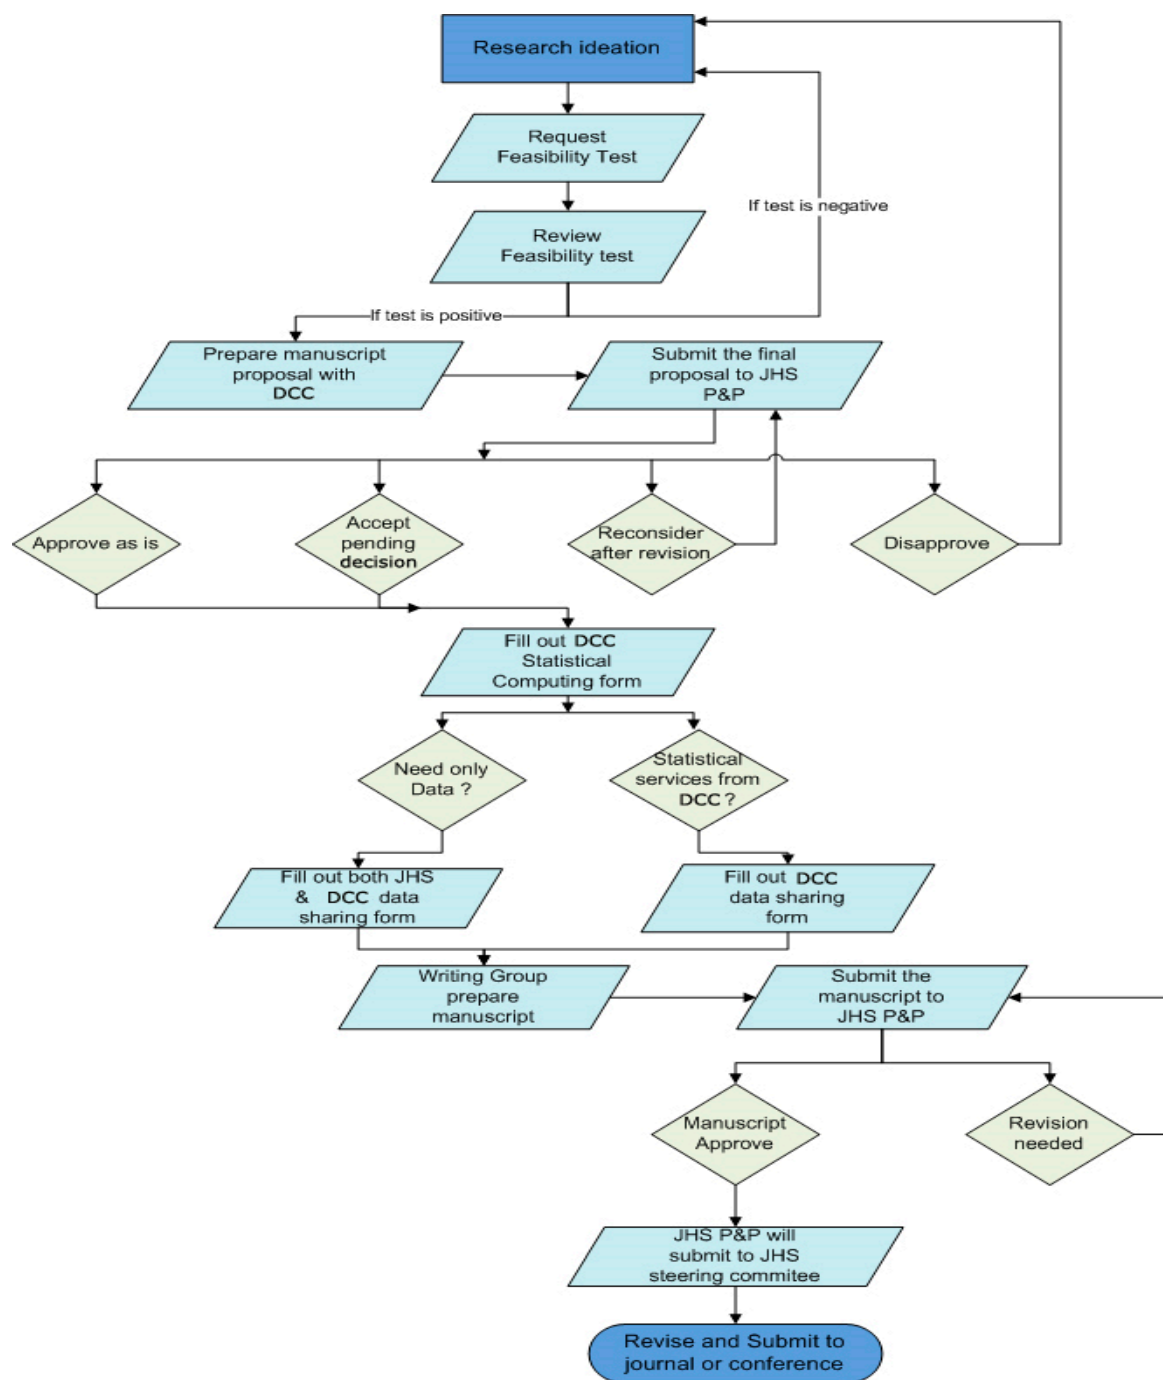 Research ideation
Request
Feasibility Test
If test is negative
Review
Feasibility test
If test is positive
Prepare manuscript
proposal with
DCC
Submit the final
proposal to JHS
P&P
Approve as is
Accept
pending
decision
Reconsider
after revision
Disapprove
Fill out DCC
Statistical
Computing form
Need only
Data ?
Statistical
services from
DCC ?
Fill out both JHS
& DCC data
sharing form
Fill out DCC
data sharing
form
Writing Group
prepare
manuscript
Submit the
manuscript to
JHS P&P
Manuscript
Approve
Revision
needed
JHS P&P will
submit to JHS
steering commitee
Revise and Submit to
journal or conference